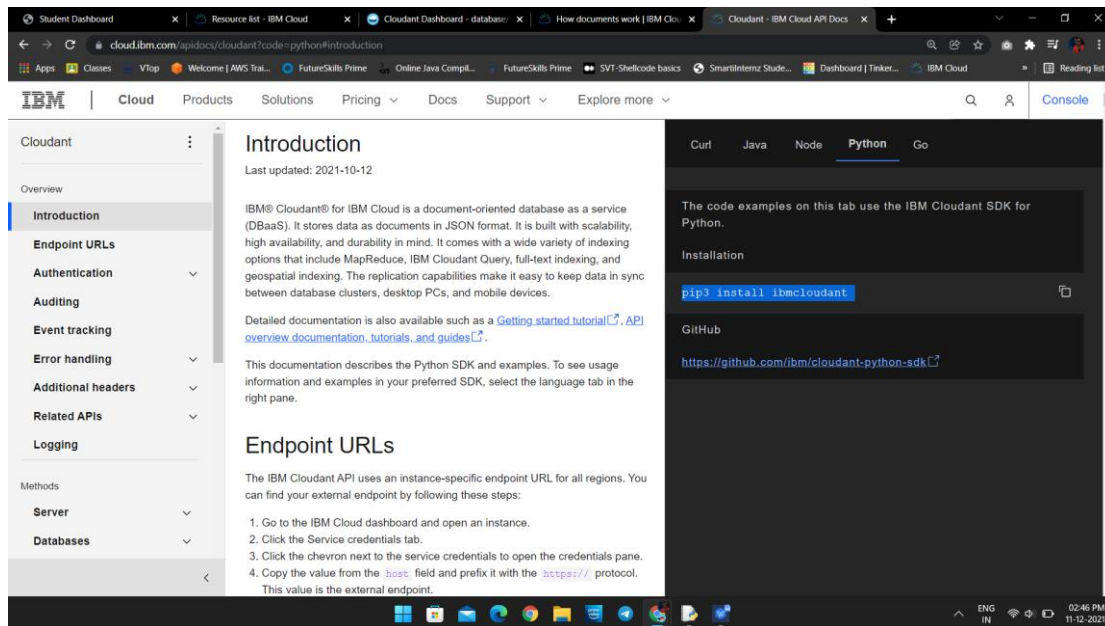 Student Dashboard
Resource list - IBM Cloud
Cloudant Dashboard - database/
How documents work | IBM Clou
Cloudant - IBM Cloud API Docs
cloud.ibm.com/apidocs/cloudant?code=python#introduction
Apps
Classes
VTop
Welcome | AWS Trai...
FutureSkills Prime
Online Java Compil...
FutureSkills Prime
SVT-Shellcode basics
SmartInternz Stude...
Dashboard | Tinker...
IBM Cloud
»
Reading list
IBM
Cloud
Products
Solutions
Pricing
Docs
Support
Explore more
Console
Cloudant
Overview
Introduction
Endpoint URLs
Authentication
Auditing
Event tracking
Error handling
Additional headers
Related APIs
Logging
Methods
Server
Databases
Introduction
Last updated: 2021-10-12
IBM® Cloudant® for IBM Cloud is a document-oriented database as a service
(DBaaS). It stores data as documents in JSON format. It is built with scalability,
high availability, and durability in mind. It comes with a wide variety of indexing
options that include MapReduce, IBM Cloudant Query, full-text indexing, and
geospatial indexing. The replication capabilities make it easy to keep data in sync
between database clusters, desktop PCs, and mobile devices.
Detailed documentation is also available such as a Getting started tutorial, API
overview documentation, tutorials, and guides.
This documentation describes the Python SDK and examples. To see usage
information and examples in your preferred SDK, select the language tab in the
right pane.
Endpoint URLs
The IBM Cloudant API uses an instance-specific endpoint URL for all regions. You
can find your external endpoint by following these steps:
1. Go to the IBM Cloud dashboard and open an instance.
2. Click the Service credentials tab.
3. Click the chevron next to the service credentials to open the credentials pane.
4. Copy the value from the host field and prefix it with the https:// protocol.
This value is the external endpoint.
Curl
Java
Node
Python
Go
The code examples on this tab use the IBM Cloudant SDK for
Python.
Installation
pip3 install ibmcloudant
GitHub
https://github.com/ibm/cloudant-python-sdk
ENG
IN
02:46 PM
11-12-2021